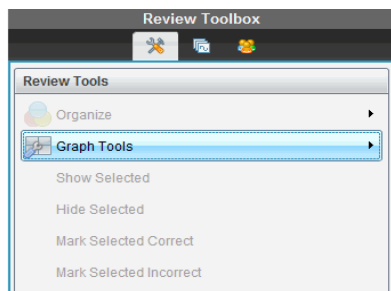 Review Toolbox
Review Tools
Organize
Graph Tools
Show Selected
Hide Selected
Mark Selected Correct
Mark Selected Incorrect